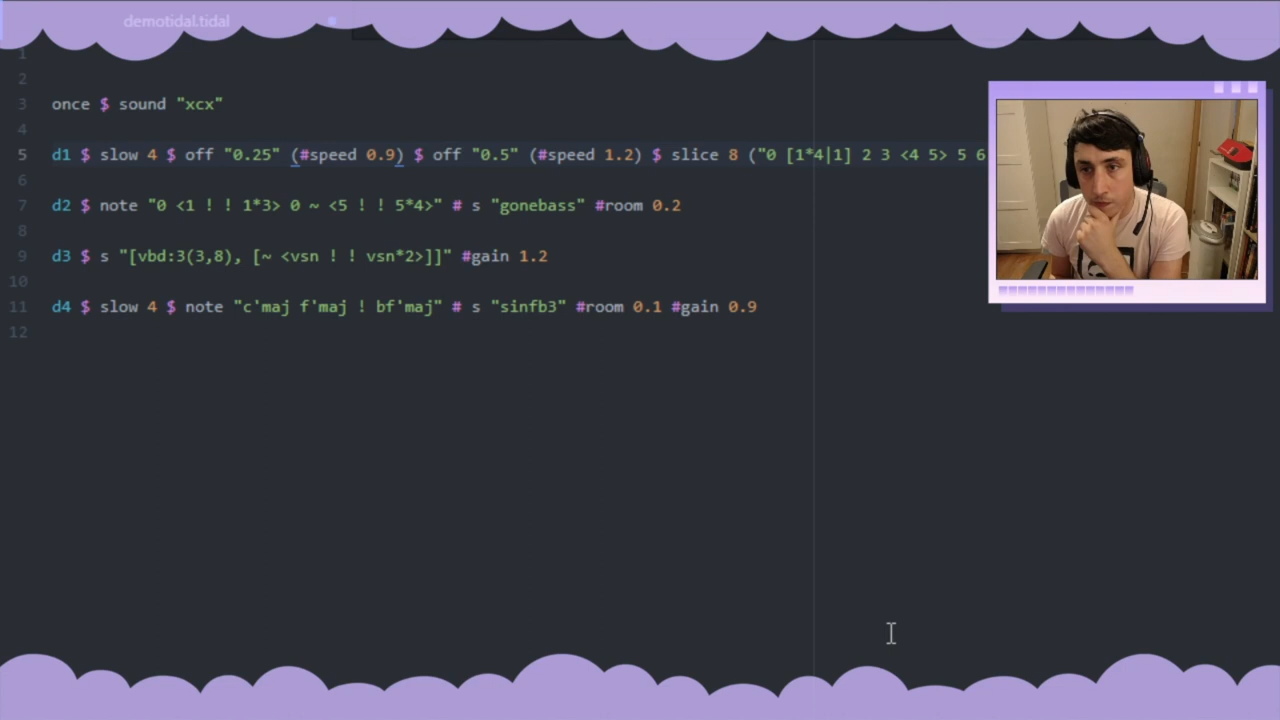 demotidal.tidal
1
2
3 once $ sound "xcx"
4
5 d1 $ slow 4 $ off "0.25" (#speed 0.9) $ off "0.5" (#speed 1.2) $ slice 8 ("0 [1*4|1] 2 3 <4 5> 5 6
6
7 d2 $ note "0 <1 ! ! 1*3> 0 ~ <5 ! ! 5*4>" # s "gonebass" #room 0.2
8
9 d3 $ s "[vbd:3(3,8), [~ <vsn ! ! vsn*2>]]" #gain 1.2
10
11 d4 $ slow 4 $ note "c'maj f'maj ! bf'maj" # s "sinfb3" #room 0.1 #gain 0.9
12